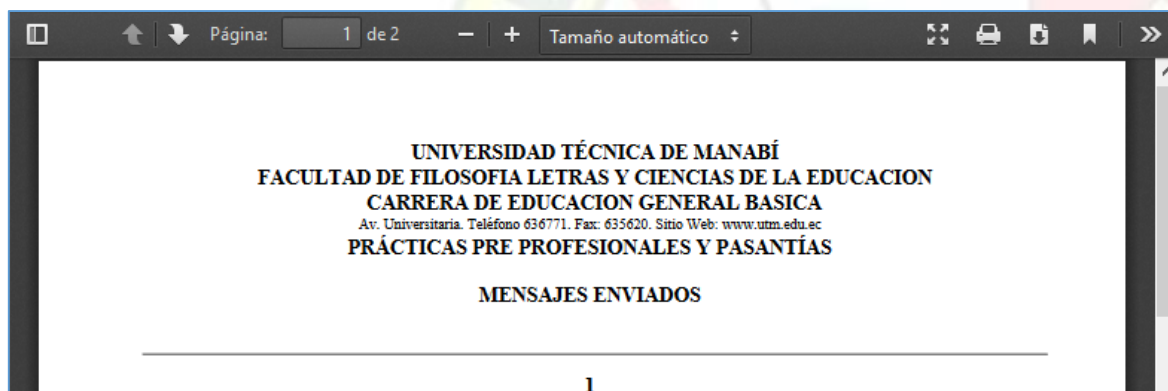 Página: 1 de 2 Tamaño automático
UNIVERSIDAD TÉCNICA DE MANABÍ
FACULTAD DE FILOSOFIA LETRAS Y CIENCIAS DE LA EDUCACION
CARRERA DE EDUCACION GENERAL BASICA
Av. Universitaria. Teléfono 636771. Fax: 635620. Sitio Web: www.utm.edu.ec
PRÁCTICAS PRE PROFESIONALES Y PASANTÍAS
MENSAJES ENVIADOS